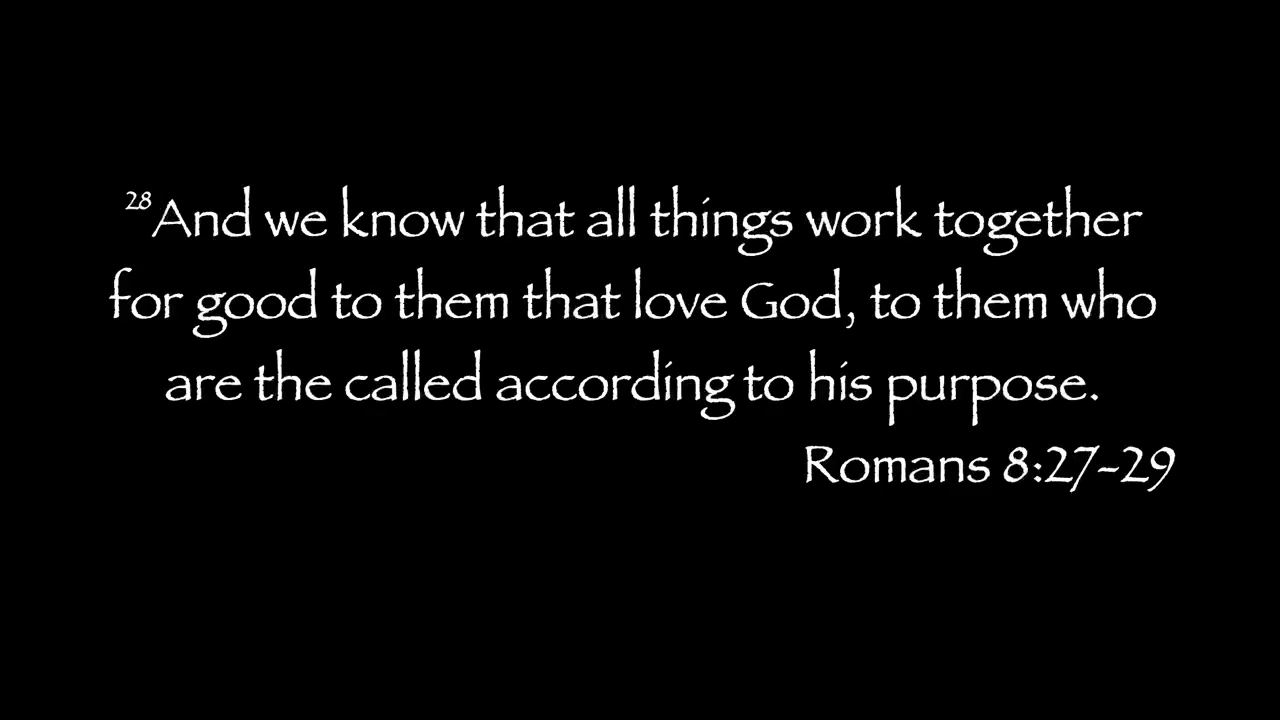 28And we know that all things work together
for good to them that love God, to them who
are the called according to his purpose.
Romans 8:27-29